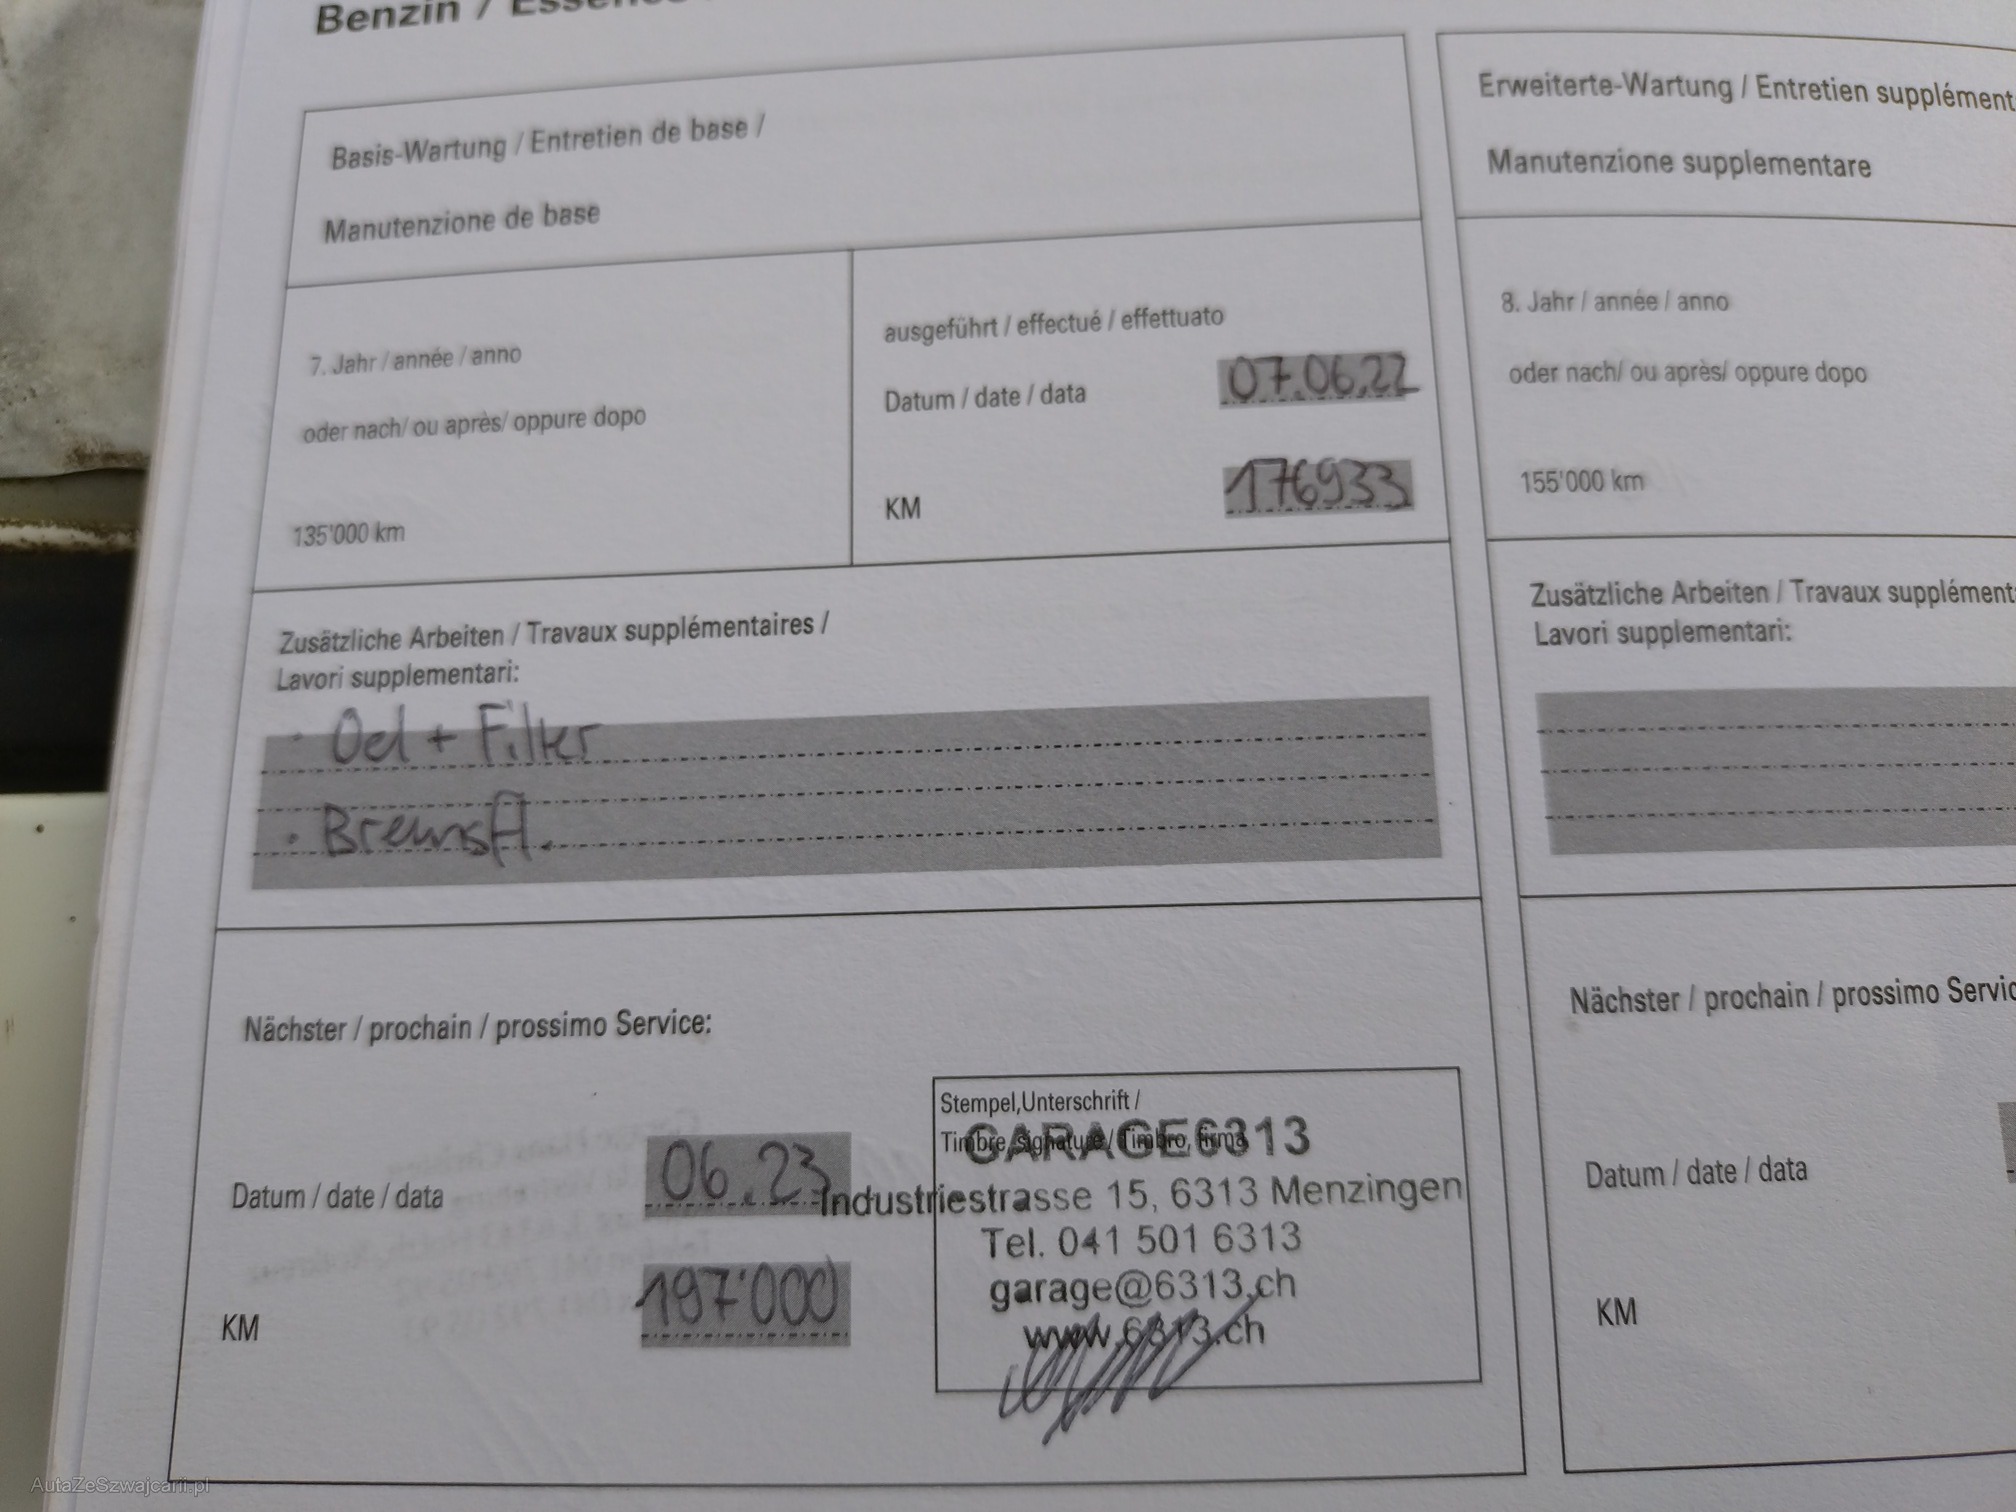 Benzin /
Basis-Wartung / Entretien de base /
Manutenzione de base
7. Jahr / année / anno
oder nach/ ou après/ oppure dopo
135'000 km
ausgeführt / effectué / effettuato
Datum / date / data 07.06.22
KM 176933
Zusätzliche Arbeiten / Travaux supplémentaires /
Lavori supplementari:
· Oel + Filter
· Bremsfl.
Nächster / prochain / prossimo Service:
Datum / date / data 06.23
KM 197'000
Stempel,Unterschrift /
Timbre, signature / Timbro, firma
GARAGE6313
Industriestrasse 15, 6313 Menzingen
Tel. 041 501 6313
garage@6313.ch
www.6313.ch
Erweiterte-Wartung / Entretien supplément
Manutenzione supplementare
8. Jahr / année / anno
oder nach/ ou après/ oppure dopo
155'000 km
Zusätzliche Arbeiten / Travaux supplément
Lavori supplementari:
Nächster / prochain / prossimo Servic
Datum / date / data
KM
AutaZeSzwajcarii.pl